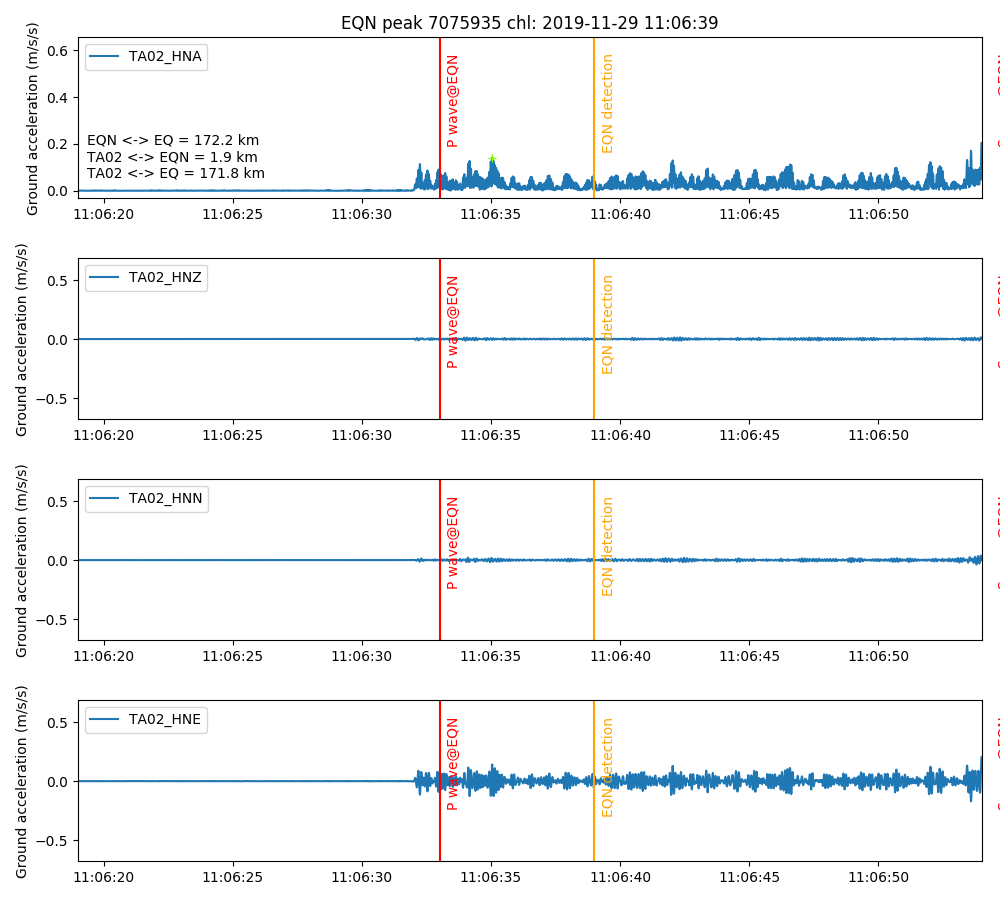 EQN peak 7075935 chl: 2019-11-29 11:06:39
Ground acceleration (m/s/s)
0.6
0.4
0.2
0.0
TA02_HNA
EQN <-> EQ = 172.2 km
TA02 <-> EQN = 1.9 km
TA02 <-> EQ = 171.8 km
P wave@EQN
EQN detection
11:06:20 11:06:25 11:06:30 11:06:35 11:06:40 11:06:45 11:06:50
Ground acceleration (m/s/s)
0.5
0.0
−0.5
TA02_HNZ
P wave@EQN
EQN detection
11:06:20 11:06:25 11:06:30 11:06:35 11:06:40 11:06:45 11:06:50
Ground acceleration (m/s/s)
0.5
0.0
−0.5
TA02_HNN
P wave@EQN
EQN detection
11:06:20 11:06:25 11:06:30 11:06:35 11:06:40 11:06:45 11:06:50
Ground acceleration (m/s/s)
0.5
0.0
−0.5
TA02_HNE
P wave@EQN
EQN detection
11:06:20 11:06:25 11:06:30 11:06:35 11:06:40 11:06:45 11:06:50